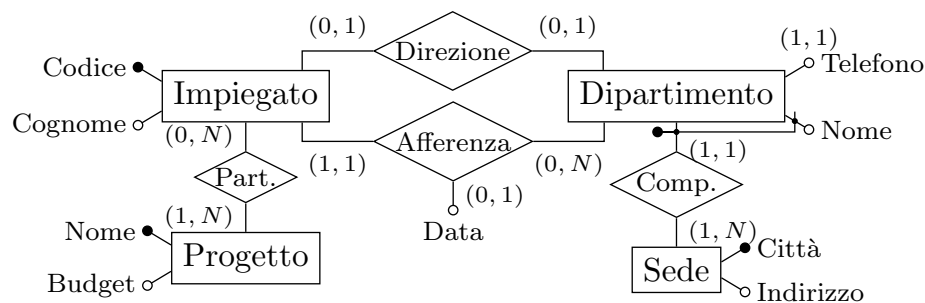 (0, 1)
(0, 1)
(1, 1)
Direzione
Codice
Telefono
Impiegato
Dipartimento
Cognome
(0, N)
Afferenza
Nome
(1, 1)
(0, N)
(1, 1)
Part.
(0, 1)
Comp.
(1, N)
Nome
Data
(1, N)
Progetto
Città
Budget
Sede
Indirizzo